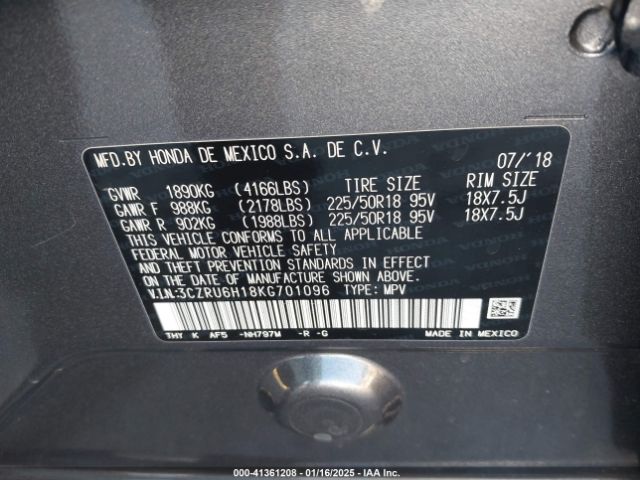 MFD.BY HONDA DE MEXICO S.A. DE C.V. 07/'18
GVWR 1890KG (4166LBS) TIRE SIZE RIM SIZE
GAWR F 988KG (2178LBS) 225/50R18 95V 18X7.5J
GAWR R 902KG (1988LBS) 225/50R18 95V 18X7.5J
THIS VEHICLE CONFORMS TO ALL APPLICABLE
FEDERAL MOTOR VEHICLE SAFETY
AND THEFT PREVENTION STANDARDS IN EFFECT
ON THE DATE OF MANUFACTURE SHOWN ABOVE.
V.I.N:3CZRU6H18KG701096 TYPE: MPV
THY K AF5 -NH797M -R -G MADE IN MEXICO
000-41361208 - 01/16/2025 - IAA Inc.